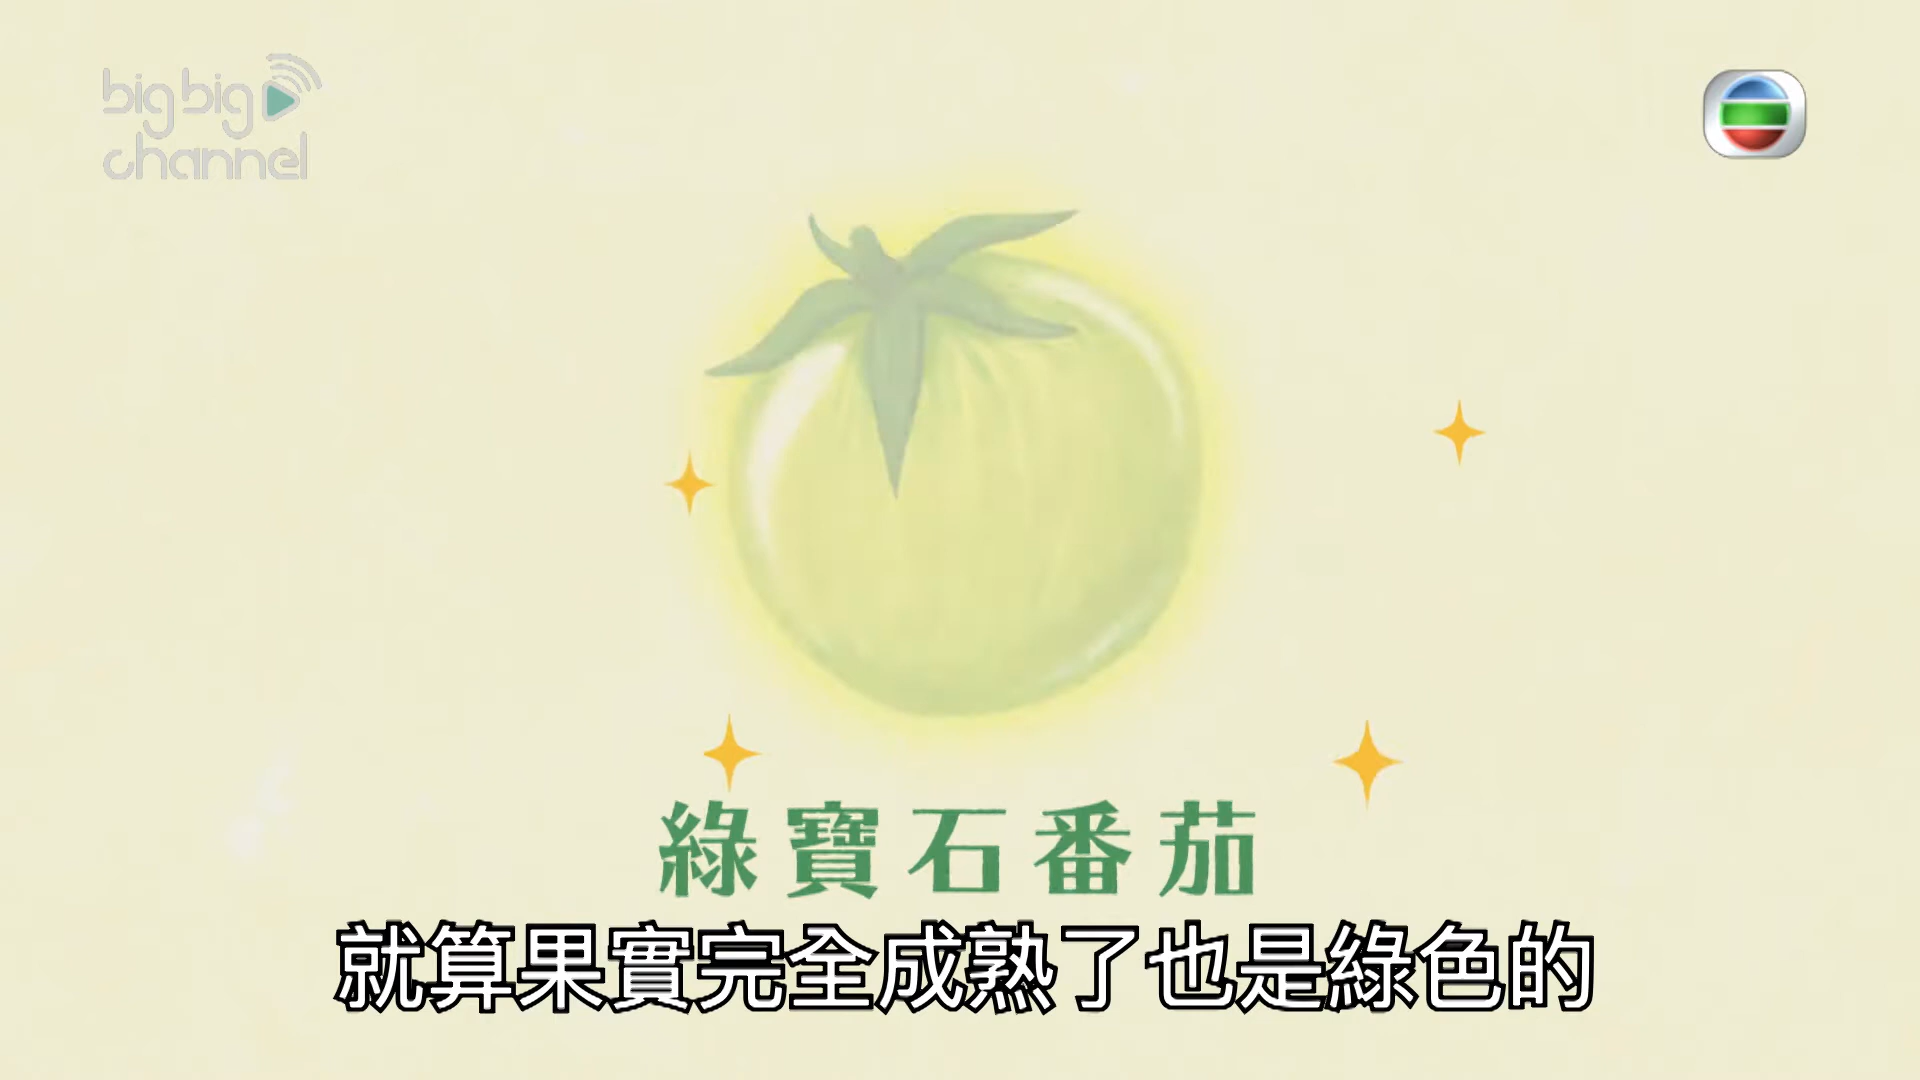 big big
channel
綠寶石番茄
就算果實完全成熟了也是綠色的